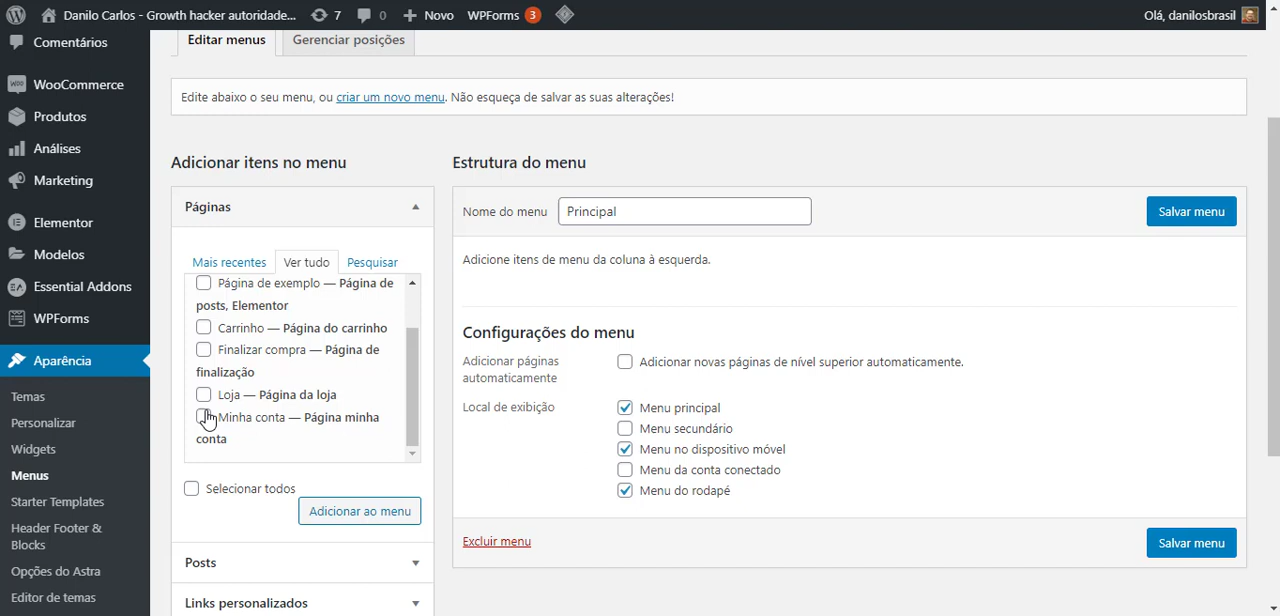 Danilo Carlos - Growth hacker autoridade... 7 0 + Novo WPForms 3 Olá, danilosbrasil
Comentários
WooCommerce
Produtos
Análises
Marketing
Elementor
Modelos
Essential Addons
WPForms
Aparência
Temas
Personalizar
Widgets
Menus
Starter Templates
Header Footer &
Blocks
Opções do Astra
Editor de temas
Editar menus Gerenciar posições
Edite abaixo o seu menu, ou criar um novo menu. Não esqueça de salvar as suas alterações!
Adicionar itens no menu
Páginas
Mais recentes Ver tudo Pesquisar
Página de exemplo — Página de
posts, Elementor
Carrinho — Página do carrinho
Finalizar compra — Página de
finalização
Loja — Página da loja
Minha conta — Página minha
conta
Selecionar todos
Adicionar ao menu
Posts
Links personalizados
Estrutura do menu
Nome do menu Principal Salvar menu
Adicione itens de menu da coluna à esquerda.
Configurações do menu
Adicionar páginas
automaticamente
Adicionar novas páginas de nível superior automaticamente.
Local de exibição
Menu principal
Menu secundário
Menu no dispositivo móvel
Menu da conta conectado
Menu do rodapé
Excluir menu Salvar menu